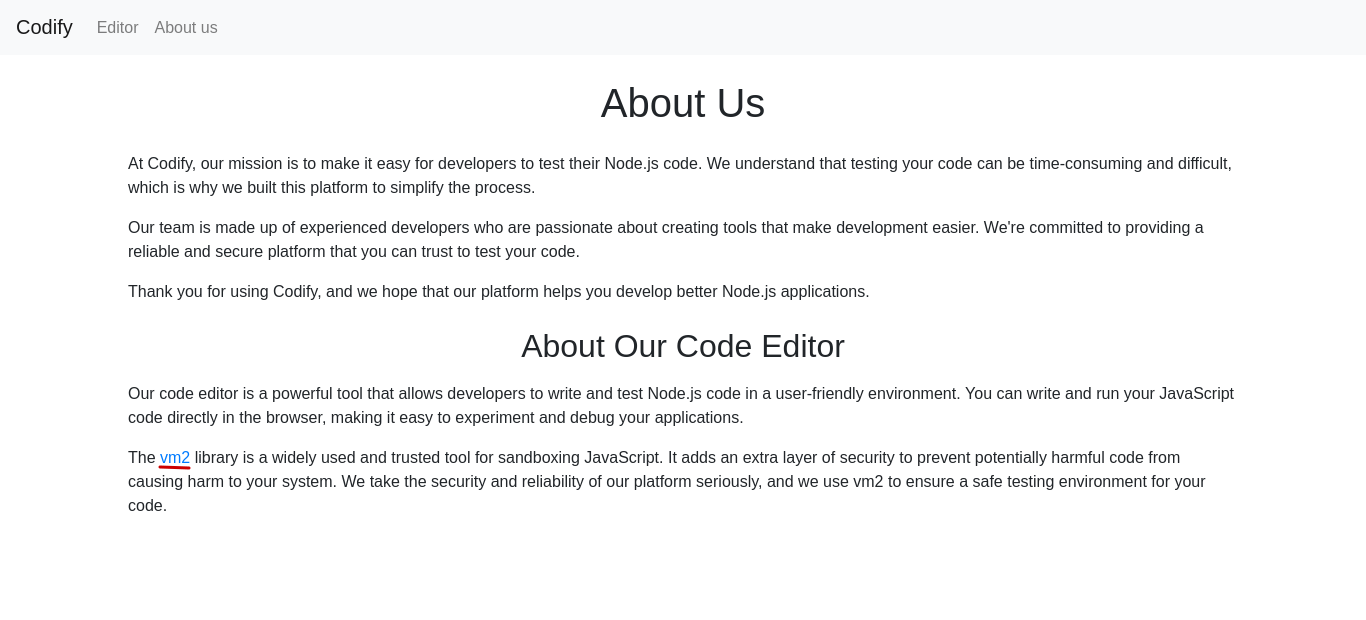 Codify Editor About us
About Us
At Codify, our mission is to make it easy for developers to test their Node.js code. We understand that testing your code can be time-consuming and difficult,
which is why we built this platform to simplify the process.
Our team is made up of experienced developers who are passionate about creating tools that make development easier. We're committed to providing a
reliable and secure platform that you can trust to test your code.
Thank you for using Codify, and we hope that our platform helps you develop better Node.js applications.
About Our Code Editor
Our code editor is a powerful tool that allows developers to write and test Node.js code in a user-friendly environment. You can write and run your JavaScript
code directly in the browser, making it easy to experiment and debug your applications.
The vm2 library is a widely used and trusted tool for sandboxing JavaScript. It adds an extra layer of security to prevent potentially harmful code from
causing harm to your system. We take the security and reliability of our platform seriously, and we use vm2 to ensure a safe testing environment for your
code.